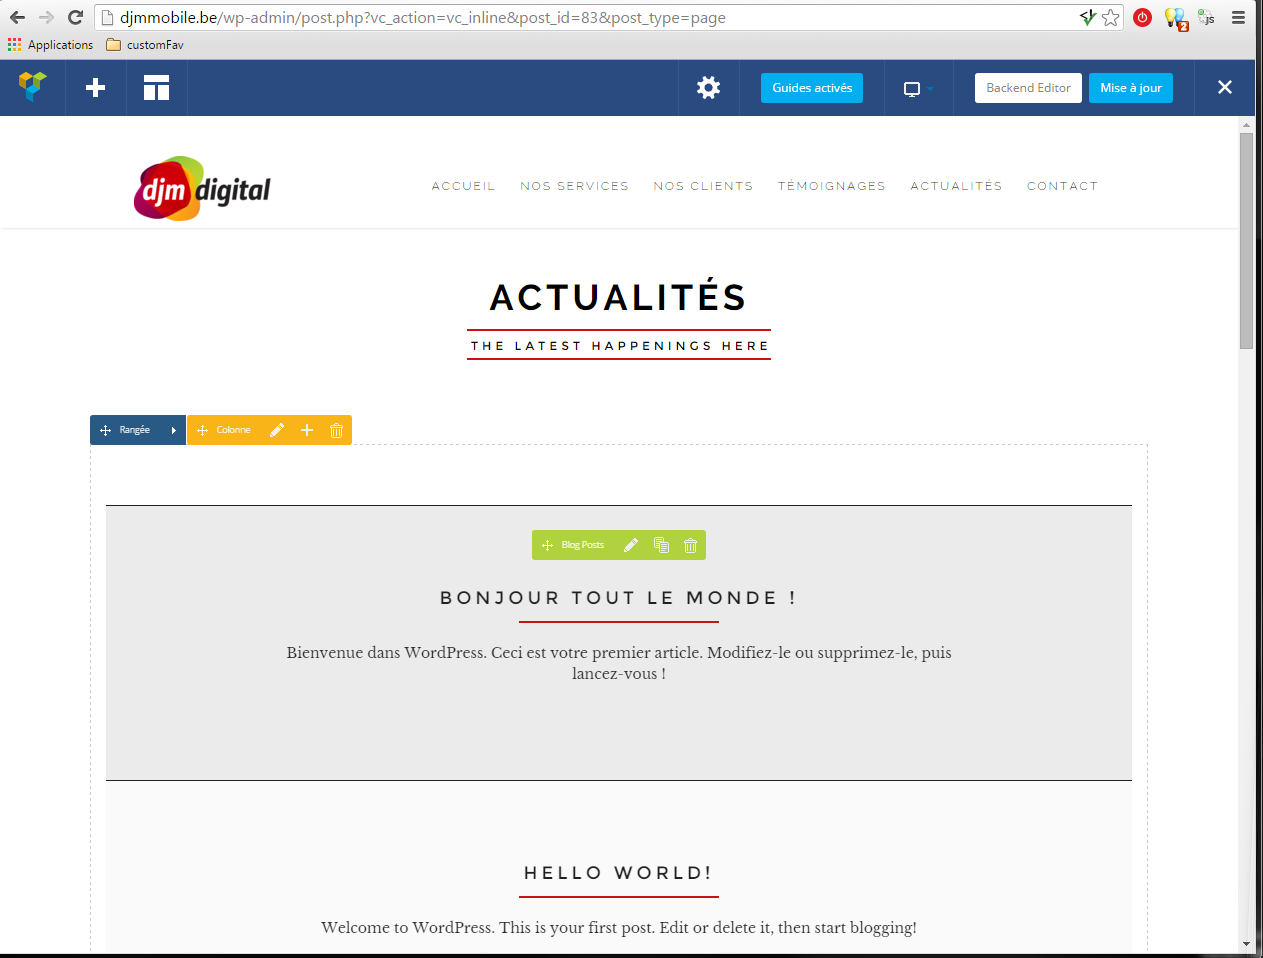 djmmobile.be/wp-admin/post.php?vc_action=vc_inline&post_id=83&post_type=page
2
JS
Applications customFav
Guides activés Backend Editor Mise à jour
djm digital
ACCUEIL NOS SERVICES NOS CLIENTS TÉMOIGNAGES ACTUALITÉS CONTACT
ACTUALITÉS
THE LATEST HAPPENINGS HERE
Rangée Colonne
Blog Posts
BONJOUR TOUT LE MONDE !
Bienvenue dans WordPress. Ceci est votre premier article. Modifiez-le ou supprimez-le, puis
lancez-vous !
HELLO WORLD!
Welcome to WordPress. This is your first post. Edit or delete it, then start blogging!